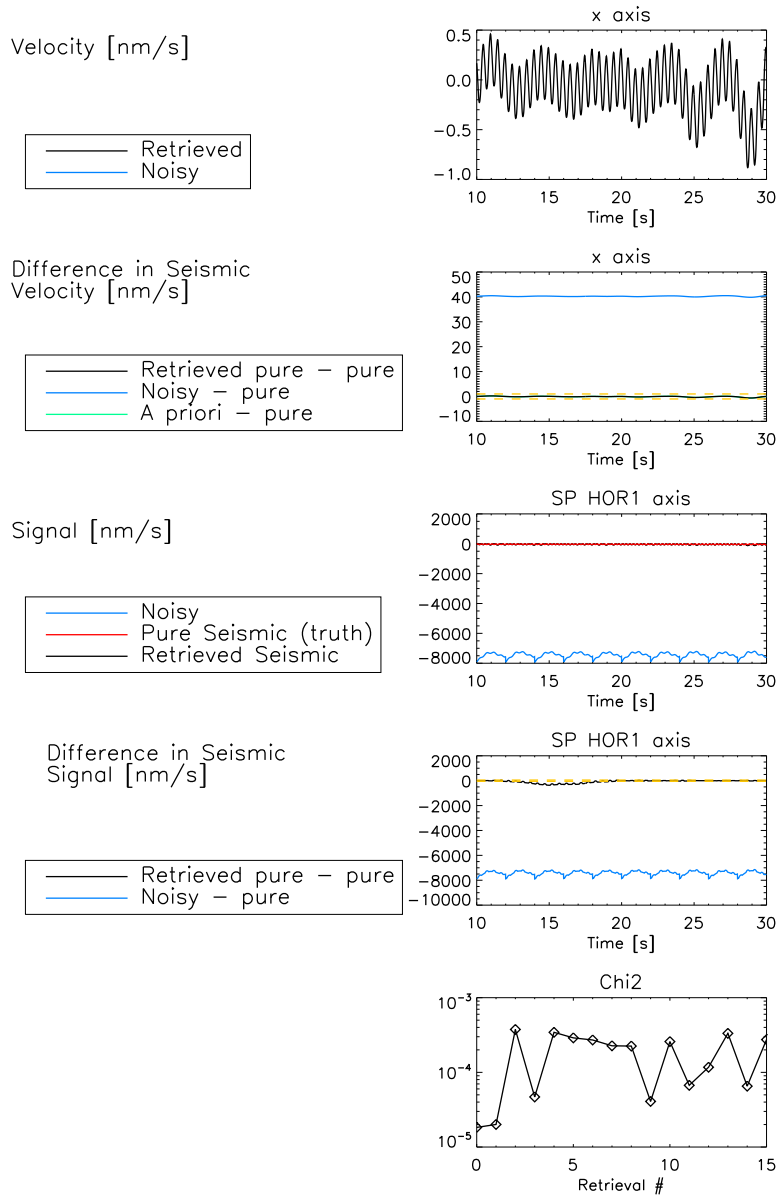 x axis
Velocity [nm/s]
0.5
0.0
−0.5
−1.0
10 15 20 25 30
Time [s]
Retrieved
Noisy
x axis
Difference in Seismic
Velocity [nm/s]
50
40
30
20
10
0
−10
10 15 20 25 30
Time [s]
Retrieved pure − pure
Noisy − pure
A priori − pure
SP HOR1 axis
Signal [nm/s]
2000
0
−2000
−4000
−6000
−8000
10 15 20 25 30
Time [s]
Noisy
Pure Seismic (truth)
Retrieved Seismic
SP HOR1 axis
Difference in Seismic
Signal [nm/s]
2000
0
−2000
−4000
−6000
−8000
−10000
10 15 20 25 30
Time [s]
Retrieved pure − pure
Noisy − pure
Chi2
10^−3
10^−4
10^−5
0 5 10 15
Retrieval #